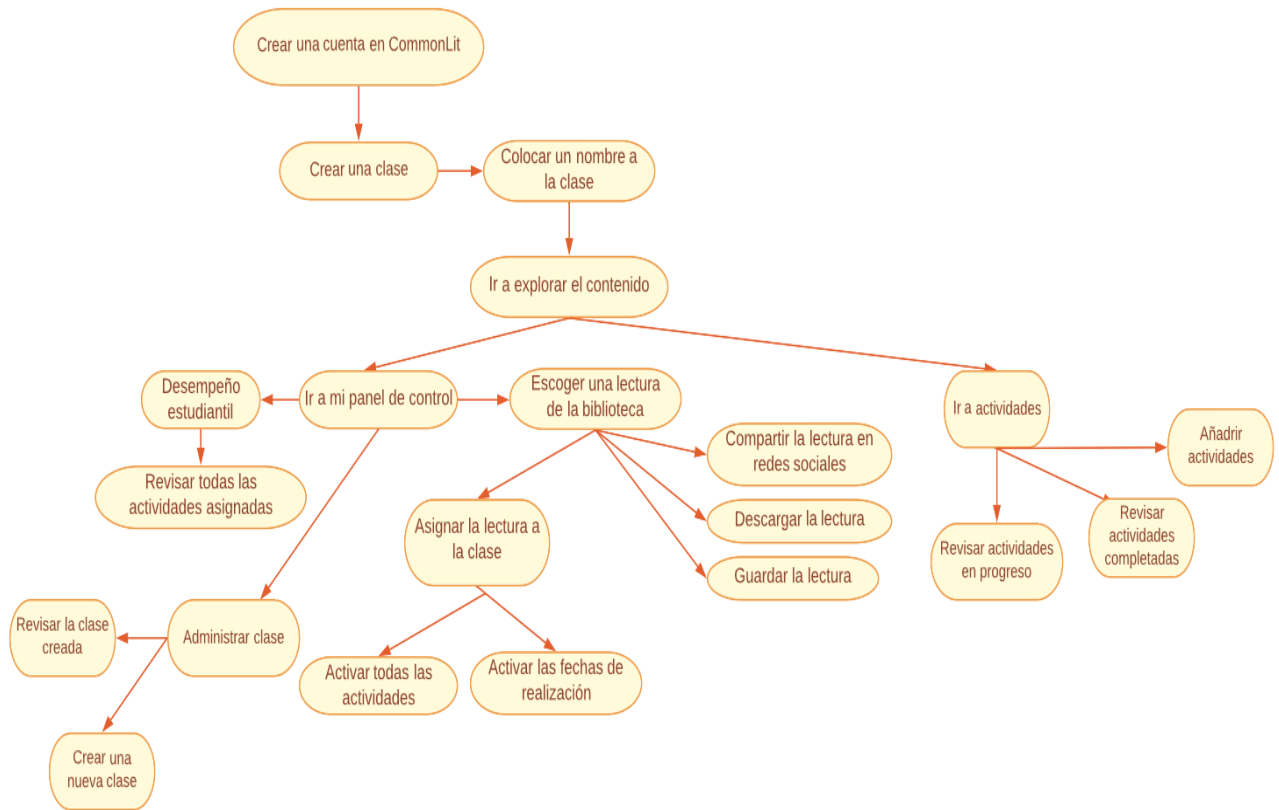 Crear una cuenta en CommonLit
Crear una clase
Colocar un nombre a
la clase
Ir a explorar el contenido
Desempeño
estudiantil
Ir a mi panel de control
Escoger una lectura
de la biblioteca
Ir a actividades
Añadrir
actividades
Compartir la lectura en
redes sociales
Revisar todas las
actividades asignadas
Asignar la lectura a
la clase
Descargar la lectura
Revisar
actividades
completadas
Revisar actividades
en progreso
Guardar la lectura
Revisar la clase
creada
Administrar clase
Activar todas las
actividades
Activar las fechas de
realización
Crear una
nueva clase